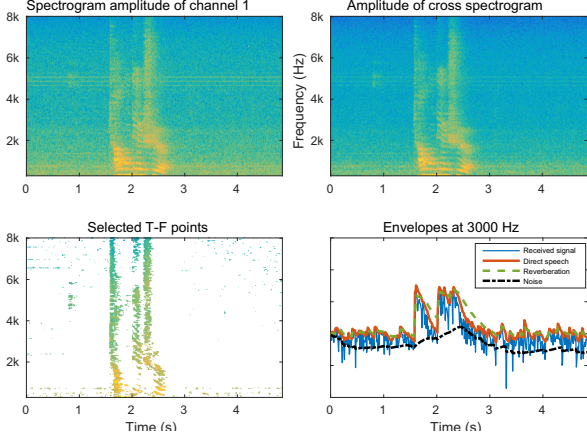 Spectrogram amplitude of channel 1
8k
6k
4k
2k
0 1 2 3 4
Amplitude of cross spectrogram
Frequency (Hz)
8k
6k
4k
2k
0 1 2 3 4
Selected T-F points
8k
6k
4k
2k
0 1 2 3 4
Time (s)
Envelopes at 3000 Hz
Received signal
Direct speech
Reverberation
Noise
0 1 2 3 4
Time (s)